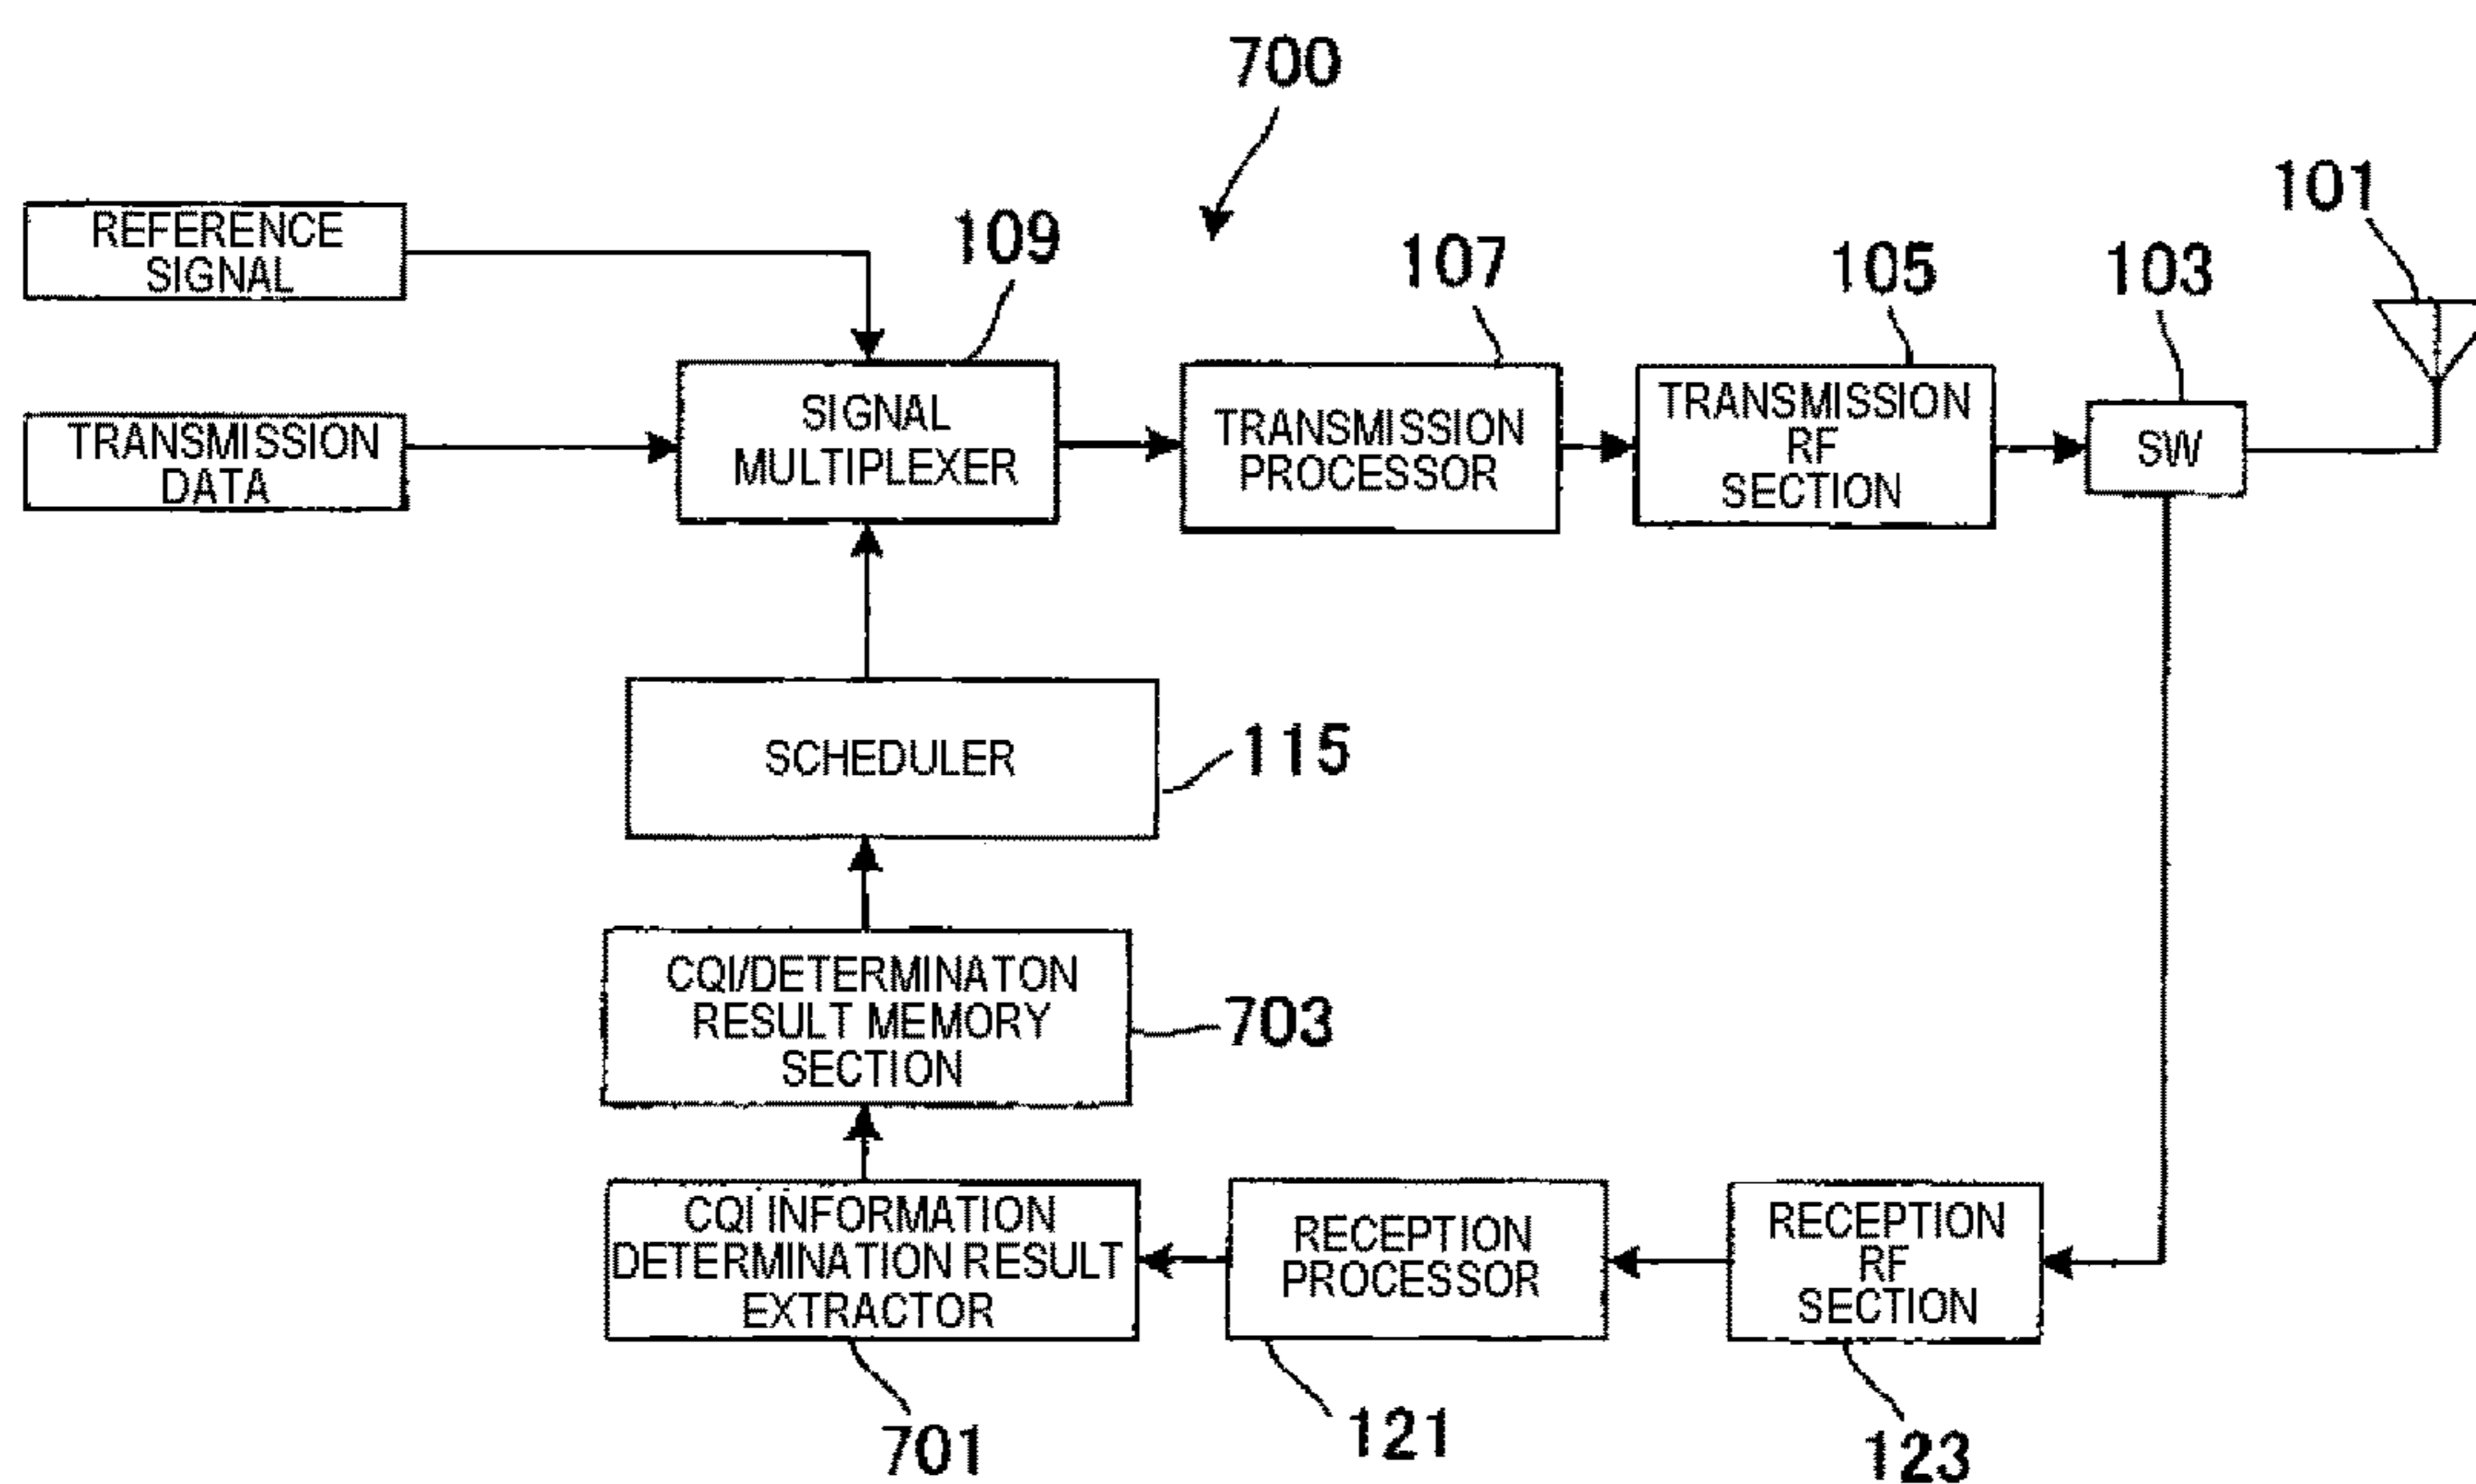 700
101
REFERENCE
SIGNAL
109
107
105
103
TRANSMISSION
DATA
SIGNAL
MULTIPLEXER
TRANSMISSION
PROCESSOR
TRANSMISSION
RF
SECTION
SW
SCHEDULER
115
CQI/DETERMINATON
RESULT MEMORY
SECTION
703
CQI INFORMATION
DETERMINATION RESULT
EXTRACTOR
RECEPTION
PROCESSOR
RECEPTION
RF
SECTION
701
121
123